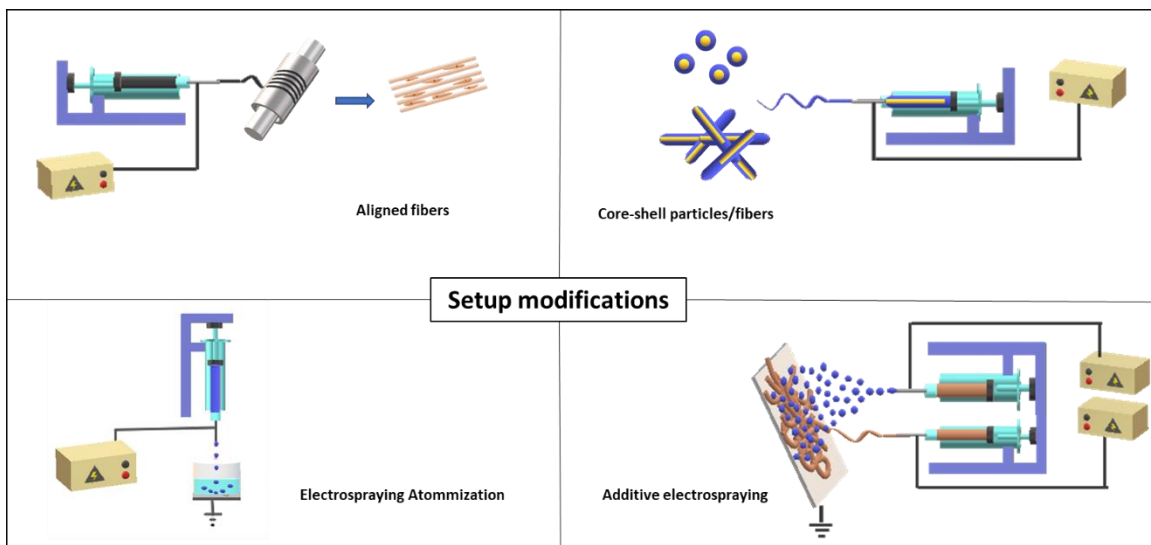 Aligned fibers
Core-shell particles/fibers
Setup modifications
Electrospraying Atommization
Additive electrospraying